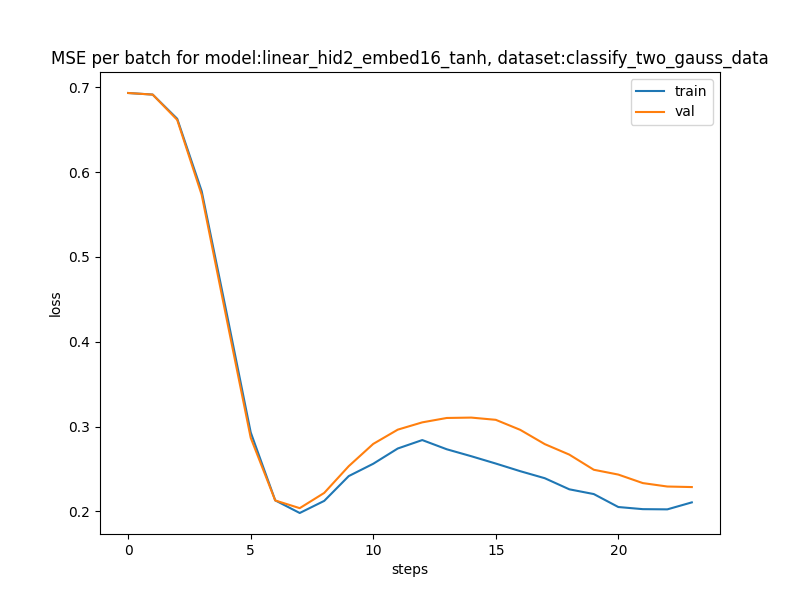 MSE per batch for model:linear_hid2_embed16_tanh, dataset:classify_two_gauss_data
train
val
loss
0.7
0.6
0.5
0.4
0.3
0.2
0
5
10
15
20
steps